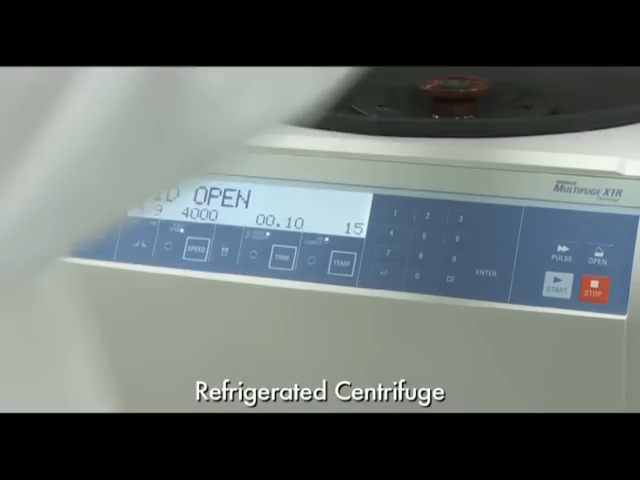 MULTIFUGE X1R
OPEN
9 4000 00.10 15
SPEED TIME TEMP
1 2 3
4 5 6
7 8 9
+/- 0 CE
ENTER
PULSE OPEN
START STOP
Refrigerated Centrifuge